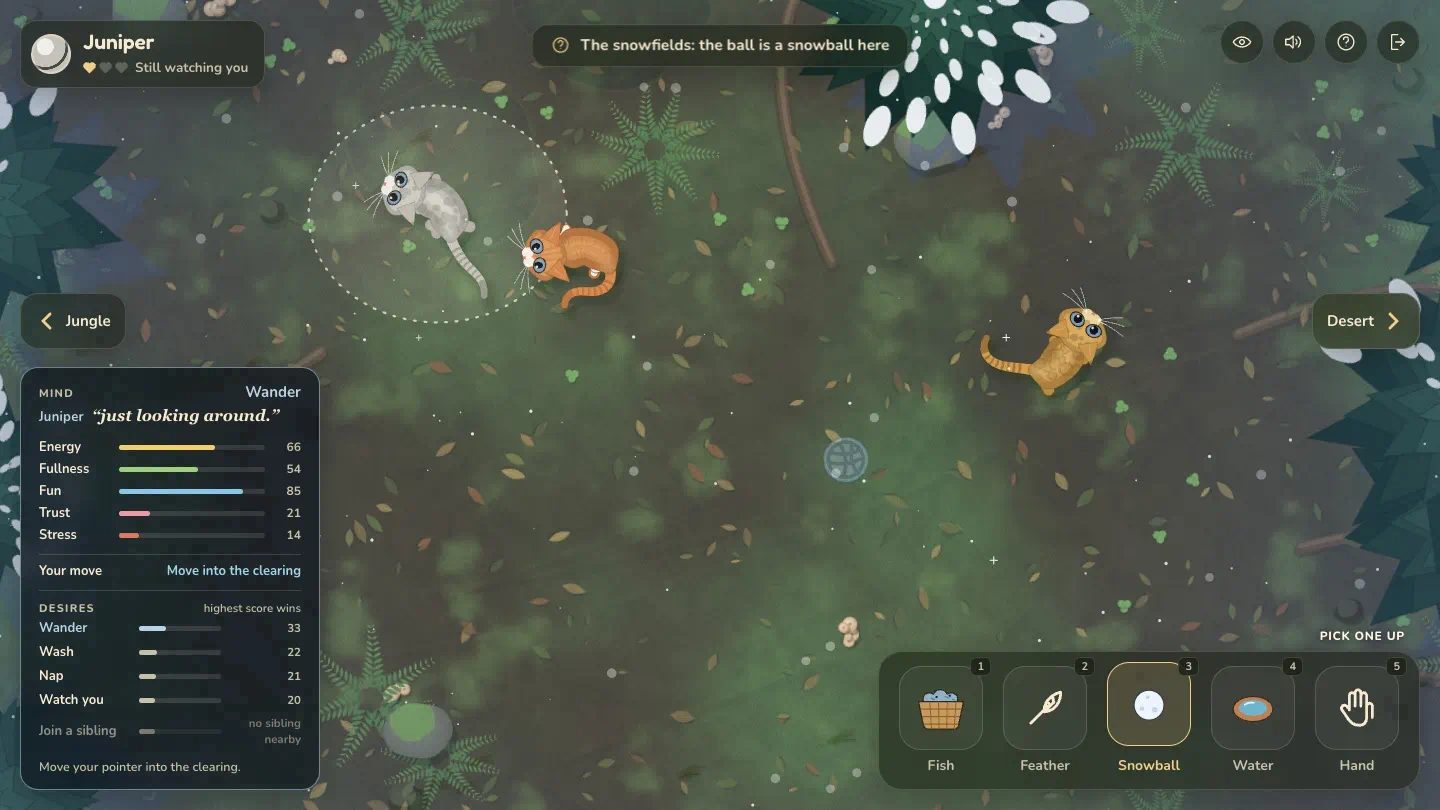 Juniper
Still watching you
The snowfields: the ball is a snowball here
Jungle
Desert
MIND
Wander
Juniper “just looking around.”
Energy 66
Fullness 54
Fun 85
Trust 21
Stress 14
Your move Move into the clearing
DESIRES highest score wins
Wander 33
Wash 22
Nap 21
Watch you 20
Join a sibling no sibling
nearby
Move your pointer into the clearing.
PICK ONE UP
1 2 3 4 5
Fish Feather Snowball Water Hand